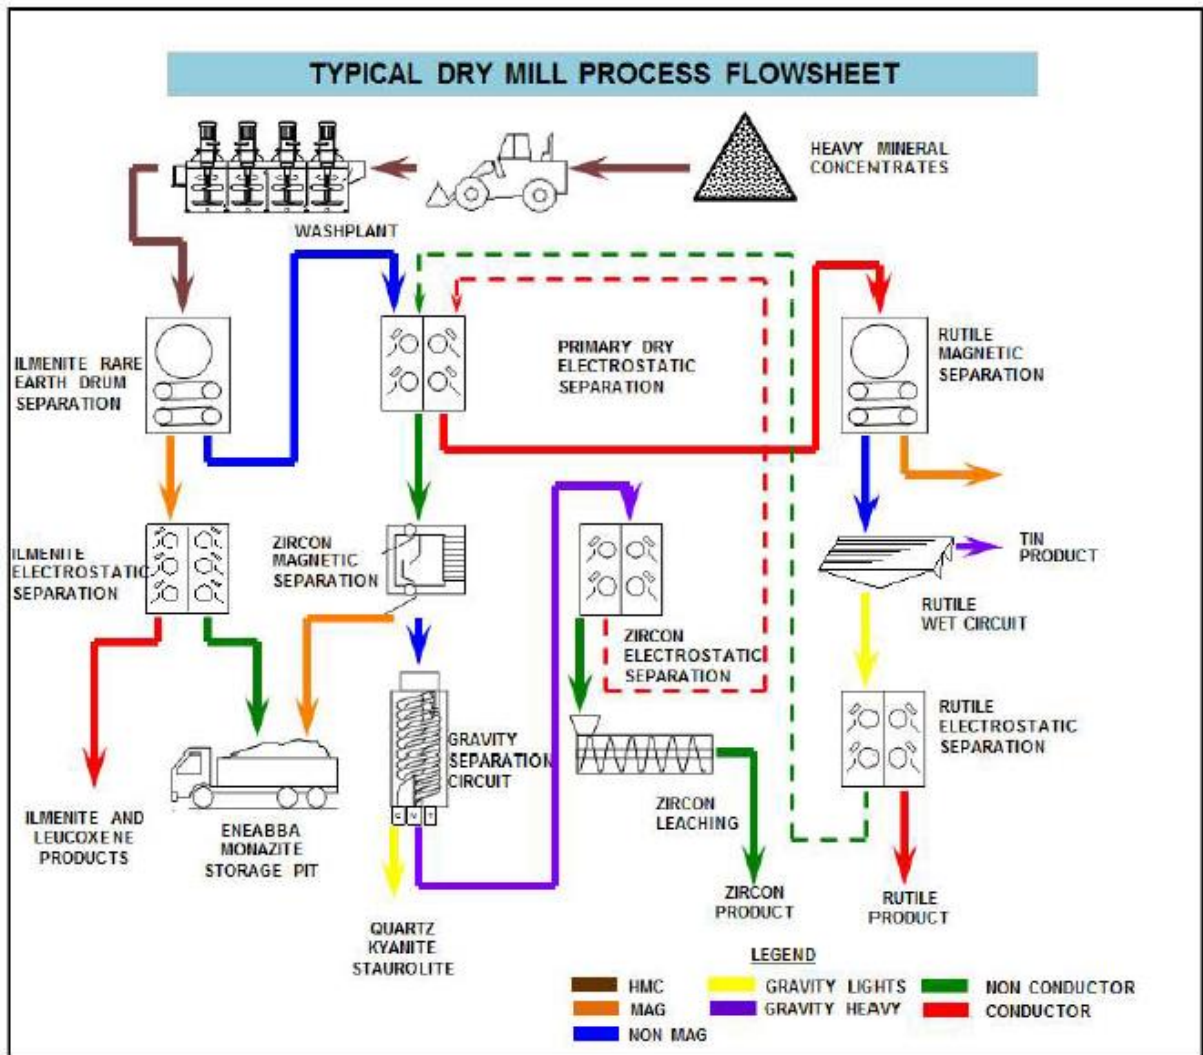 TYPICAL DRY MILL PROCESS FLOWSHEET
HEAVY MINERAL
CONCENTRATES
WASHPLANT
ILMENITE RARE
EARTH DRUM
SEPARATION
PRIMARY DRY
ELECTROSTATIC
SEPARATION
RUTILE
MAGNETIC
SEPARATION
ILMENITE
ELECTROSTATIC
SEPARATION
ZIRCON
MAGNETIC
SEPARATION
TIN
PRODUCT
RUTILE
WET CIRCUIT
ZIRCON
ELECTROSTATIC
SEPARATION
GRAVITY
SEPARATION
CIRCUIT
RUTILE
ELECTROSTATIC
SEPARATION
ZIRCON
LEACHING
ILMENITE AND
LEUCOXENE
PRODUCTS
ENEABBA
MONAZITE
STORAGE PIT
ZIRCON
PRODUCT
RUTILE
PRODUCT
QUARTZ
KYANITE
STAUROLITE
LEGEND
HMC
GRAVITY LIGHTS
NON CONDUCTOR
MAG
GRAVITY HEAVY
CONDUCTOR
NON MAG